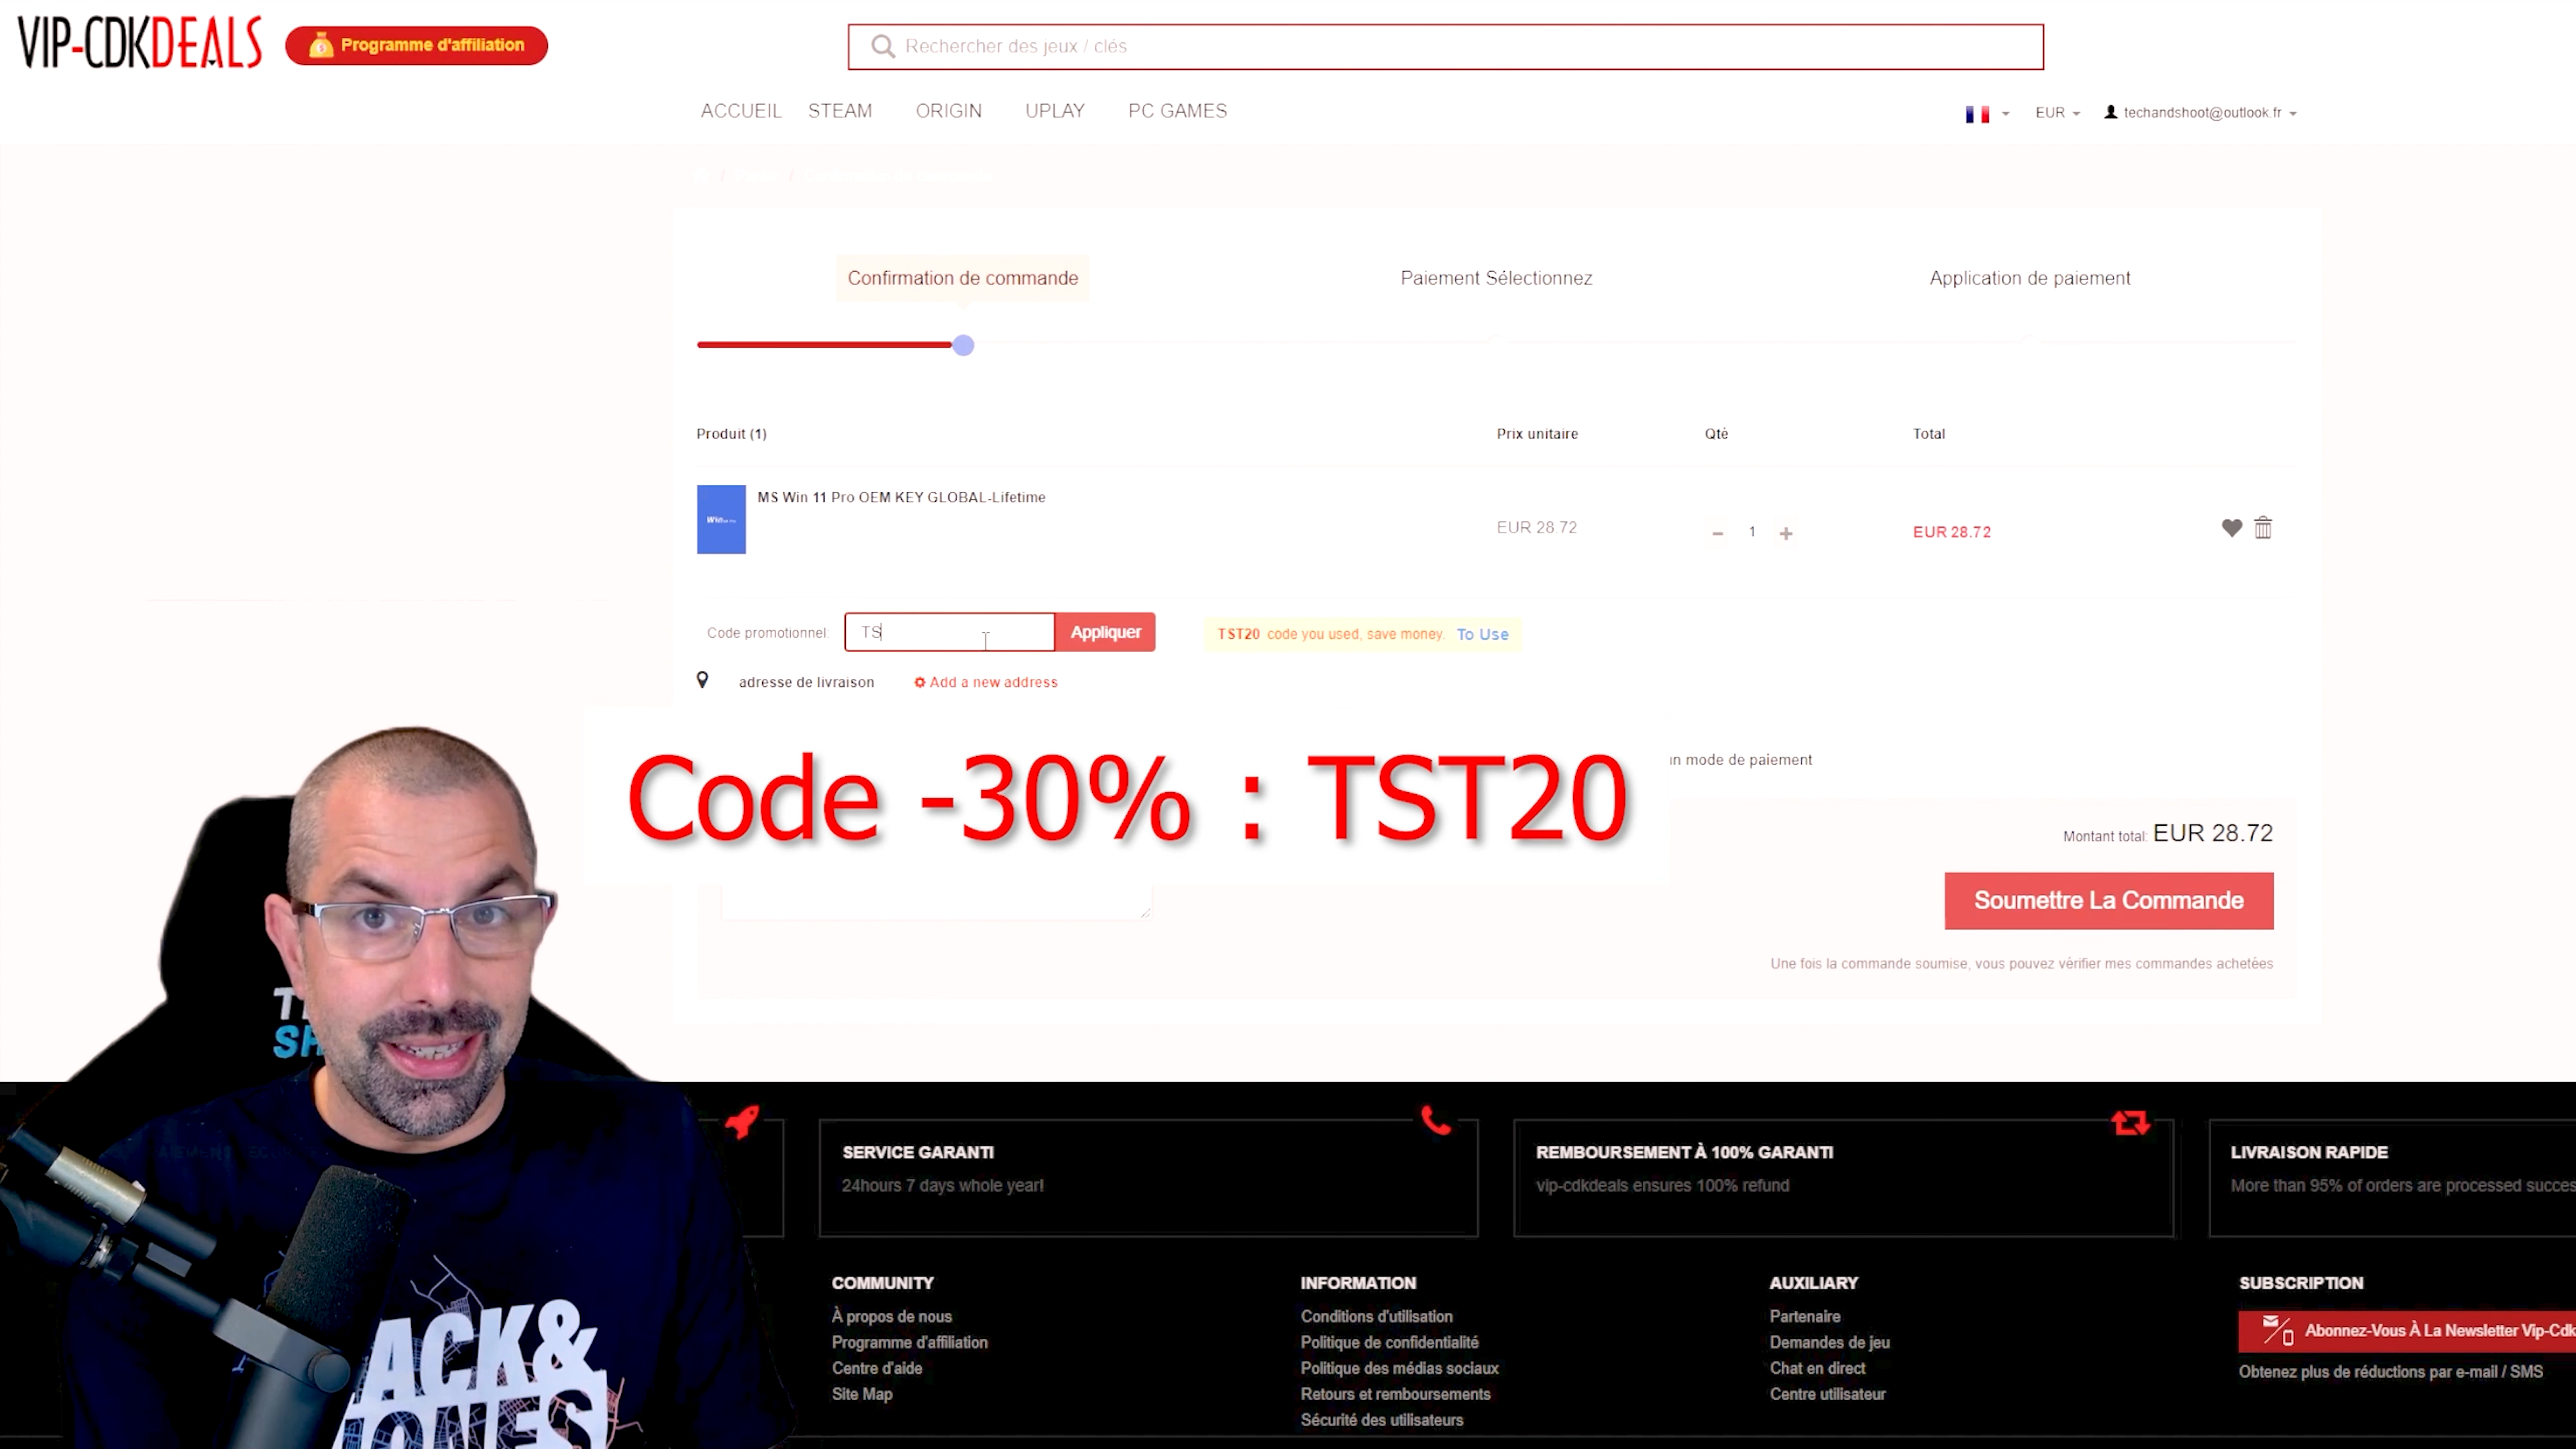 VIP-CDKDEALS
Programme d'affiliation
Rechercher des jeux / clés
ACCUEIL STEAM ORIGIN UPLAY PC GAMES
EUR
techandshoot@outlook.fr
Confirmation de commande
Paiement Sélectionnez
Application de paiement
Produit (1)
Prix unitaire
Qté
Total
MS Win 11 Pro OEM KEY GLOBAL-Lifetime
EUR 28.72
1
EUR 28.72
Code promotionnel:
TS
Appliquer
TST20 code you used, save money. To Use
adresse de livraison
Add a new address
Code -30% : TST20
n mode de paiement
Montant total: EUR 28.72
Soumettre La Commande
Une fois la commande soumise, vous pouvez vérifier mes commandes achetées
SERVICE GARANTI
24hours 7 days whole year!
REMBOURSEMENT À 100% GARANTI
vip-cdkdeals ensures 100% refund
LIVRAISON RAPIDE
More than 95% of orders are processed succes
COMMUNITY
À propos de nous
Programme d'affiliation
Centre d'aide
Site Map
INFORMATION
Conditions d'utilisation
Politique de confidentialité
Politique des médias sociaux
Retours et remboursements
Sécurité des utilisateurs
AUXILIARY
Partenaire
Demandes de jeu
Chat en direct
Centre utilisateur
SUBSCRIPTION
Abonnez-Vous À La Newsletter Vip-Cdk
Obtenez plus de réductions par e-mail / SMS
T
SH
ACK&
JONES